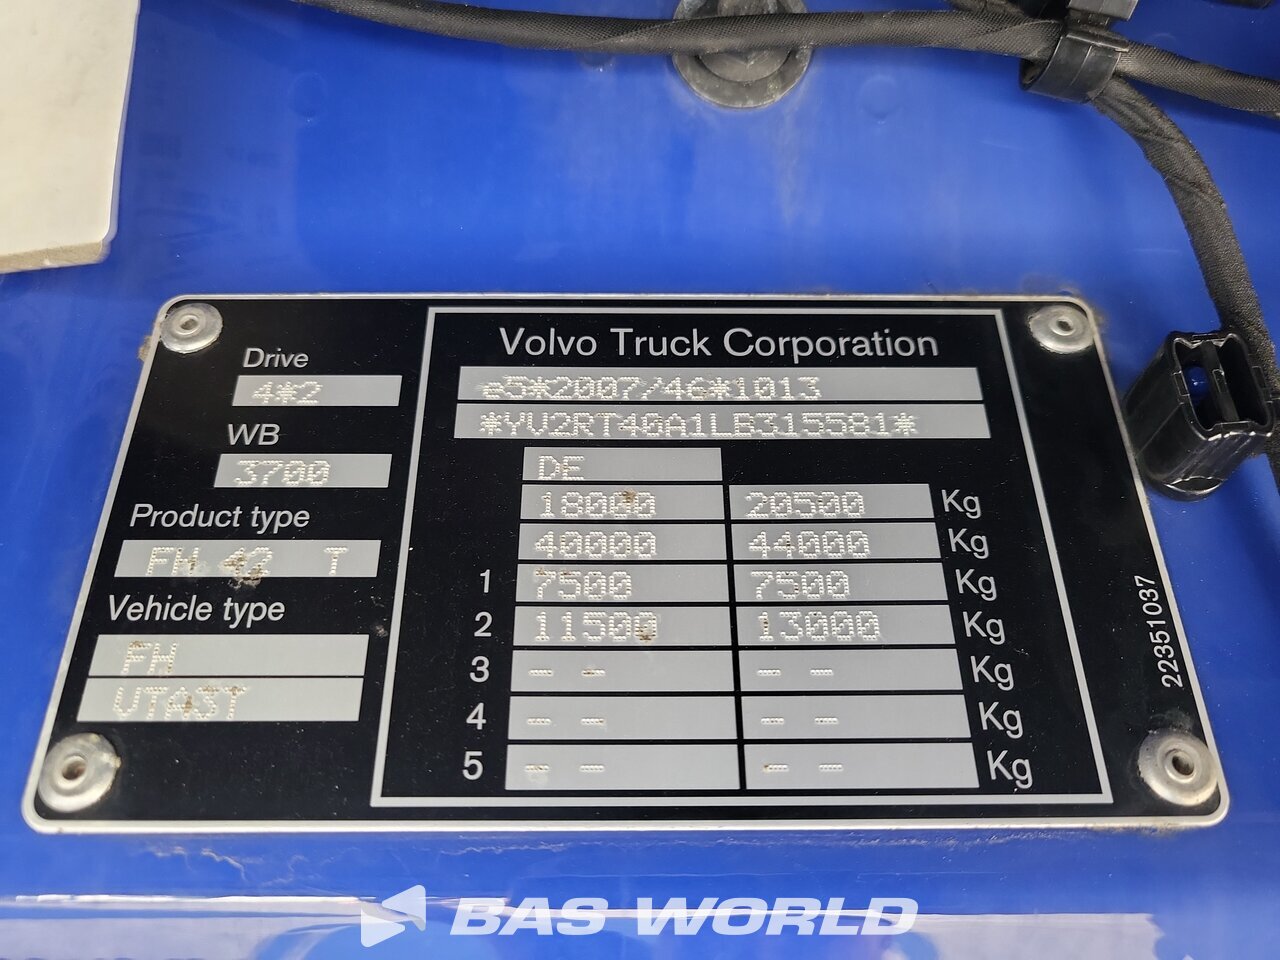 Volvo Truck Corporation
Drive
4*2
WB
3700
Product type
FH 42 T
Vehicle type
FH
VTA3T
e5*2007/46*1013
*YV2RT40A1LB315581*
DE
18000 20500 Kg
40000 44000 Kg
1 7500 7500 Kg
2 11500 13000 Kg
3 -- -- -- -- Kg
4 -- -- -- -- Kg
5 -- -- -- -- Kg
22351037
BAS WORLD